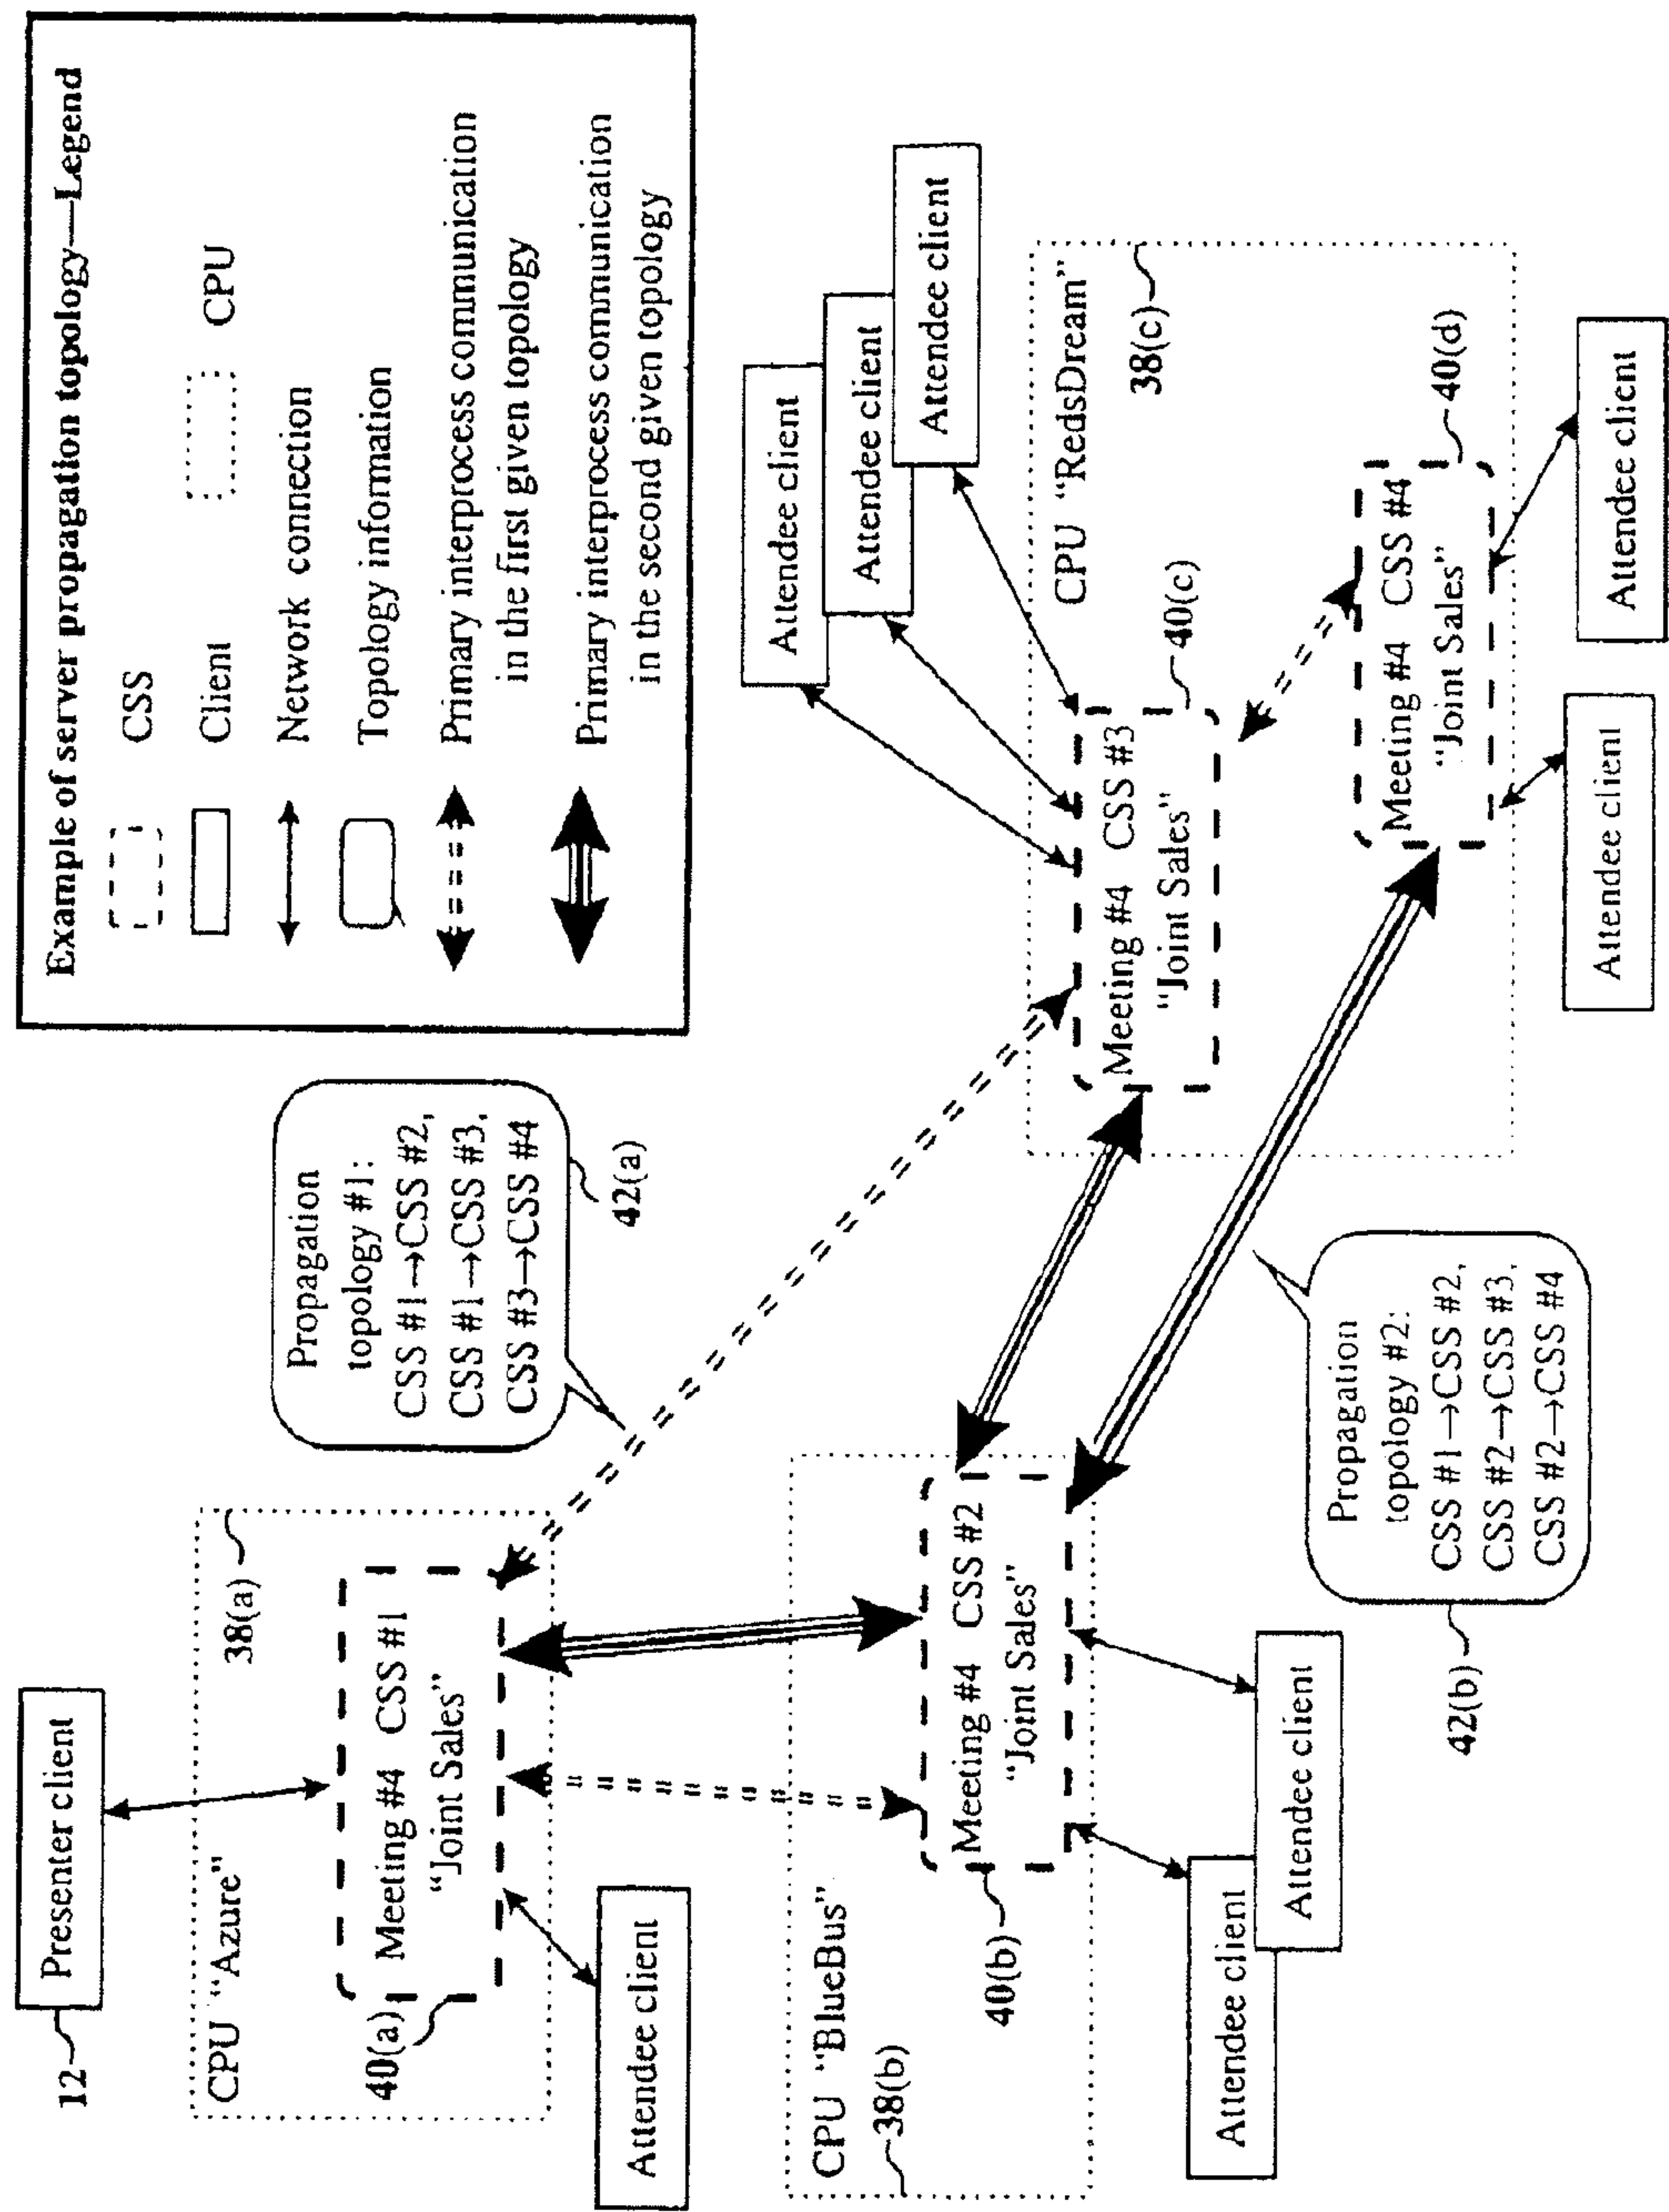 Example of server propagation topology—Legend
CSS
Client
CPU
Network connection
Topology information
Primary interprocess communication
in the first given topology
Primary interprocess communication
in the second given topology
12
Presenter client
CPU "Azure"
38(a)
Meeting #4 CSS #1
"Joint Sales"
40(a)
Attendee client
Propagation
topology #1:
CSS #1→CSS #2,
CSS #1→CSS #3,
CSS #3→CSS #4
42(a)
CPU "BlueBus"
38(b)
Meeting #4 CSS #2
"Joint Sales"
40(b)
Attendee client
Attendee client
Propagation
topology #2:
CSS #1→CSS #2,
CSS #2→CSS #3,
CSS #2→CSS #4
42(b)
Attendee client
Attendee client
Attendee client
CPU "RedsDream"
38(c)
Meeting #4 CSS #3
"Joint Sales"
40(c)
Meeting #4 CSS #4
"Joint Sales"
40(d)
Attendee client
Attendee client